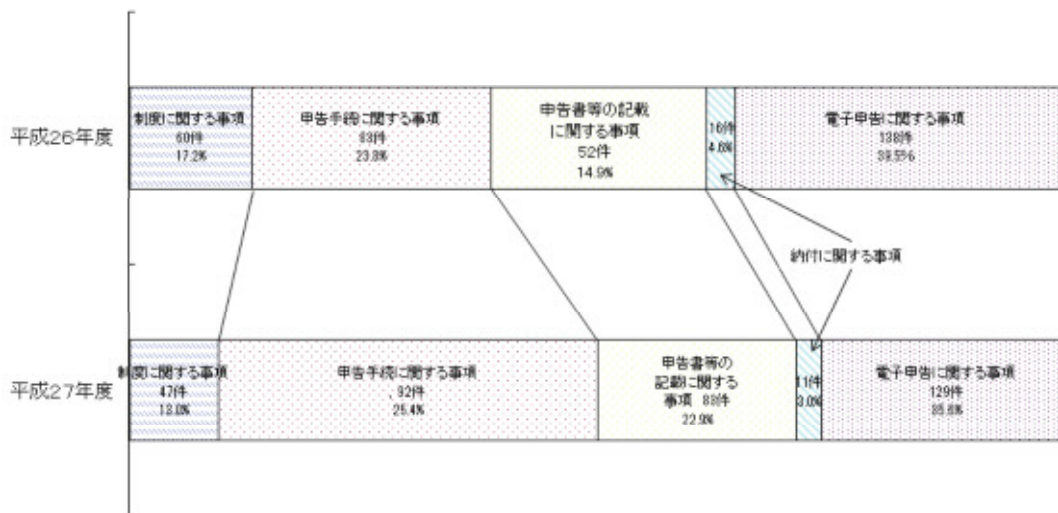 平成26年度
制度に関する事項
60件
17.2%
申告手続に関する事項
83件
23.8%
申告書等の記載
に関する事項
52件
14.9%
16件
4.6%
電子申告に関する事項
138件
39.5%
納付に関する事項
平成27年度
制度に関する事項
47件
13.0%
申告手続に関する事項
92件
25.4%
申告書等の
記載に関する
事項 83件
22.9%
11件
3.0%
電子申告に関する事項
129件
35.6%